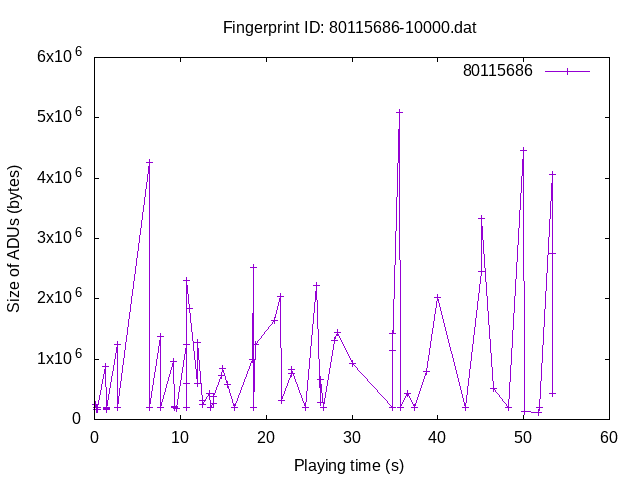 Fingerprint ID: 80115686-10000.dat
80115686
Size of ADUs (bytes)
6x10^6
5x10^6
4x10^6
3x10^6
2x10^6
1x10^6
0
0 10 20 30 40 50 60
Playing time (s)